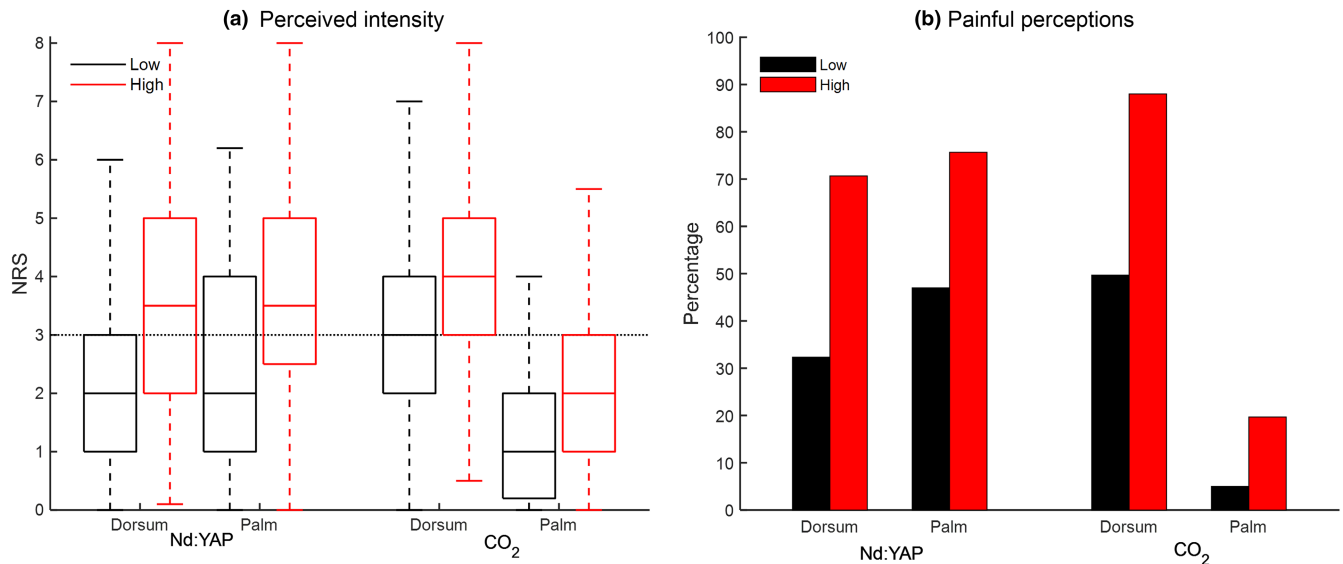 (a) Perceived intensity
8
7
6
5
4
3
2
1
0
NRS
Low
High
Dorsum Palm Dorsum Palm
Nd:YAP CO₂
(b) Painful perceptions
100
90
80
70
60
50
40
30
20
10
0
Percentage
Low
High
Dorsum Palm Dorsum Palm
Nd:YAP CO₂